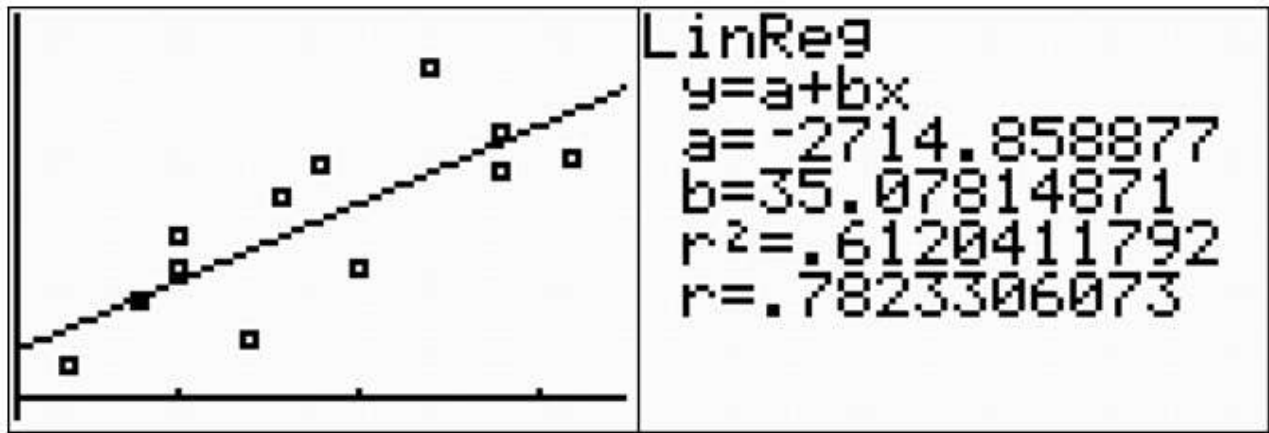 LinReg
y=a+bx
a=-2714.858877
b=35.07814871
r²=.6120411792
r=.7823306073